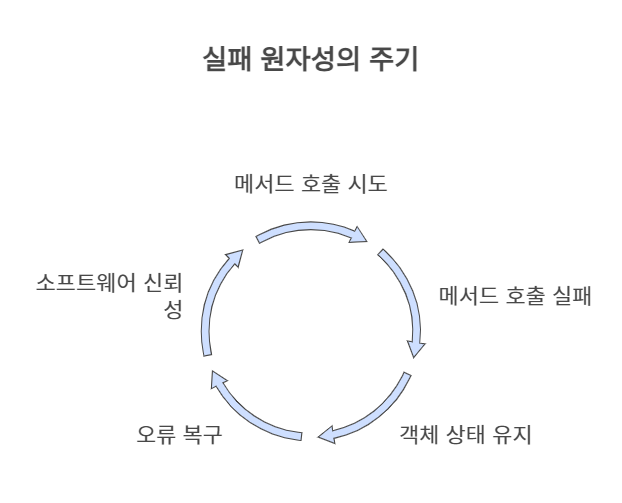 실패 원자성의 주기
메서드 호출 시도
메서드 호출 실패
객체 상태 유지
오류 복구
소프트웨어 신뢰
성